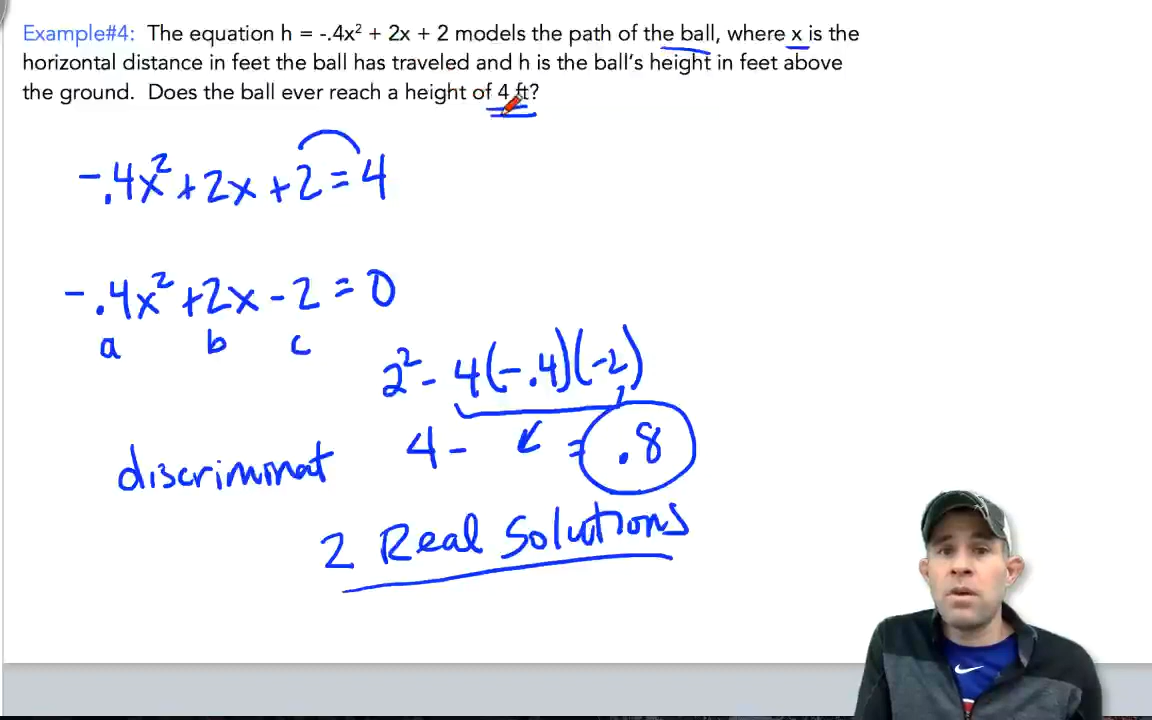 Example#4: The equation h = -.4x² + 2x + 2 models the path of the ball, where x is the
horizontal distance in feet the ball has traveled and h is the ball's height in feet above
the ground. Does the ball ever reach a height of 4 ft?
-.4x²+2x+2=4
-.4x²+2x-2=0
a b c
2²-4(-.4)(-2)
4- = .8
discriminat
2 Real Solutions